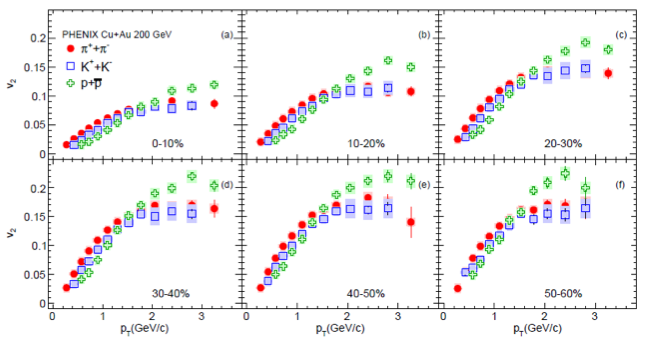 PHENIX Cu+Au 200 GeV (a) (b) (c)
π⁺+π⁻
K⁺+K⁻
p+p̅
v₂
0.2
0.15
0.1
0.05
0
0-10% 10-20% 20-30%
(d) (e) (f)
v₂
0.2
0.15
0.1
0.05
0
30-40% 40-50% 50-60%
0 1 2 3 0 1 2 3 0 1 2 3
p_T(GeV/c) p_T(GeV/c) p_T(GeV/c)